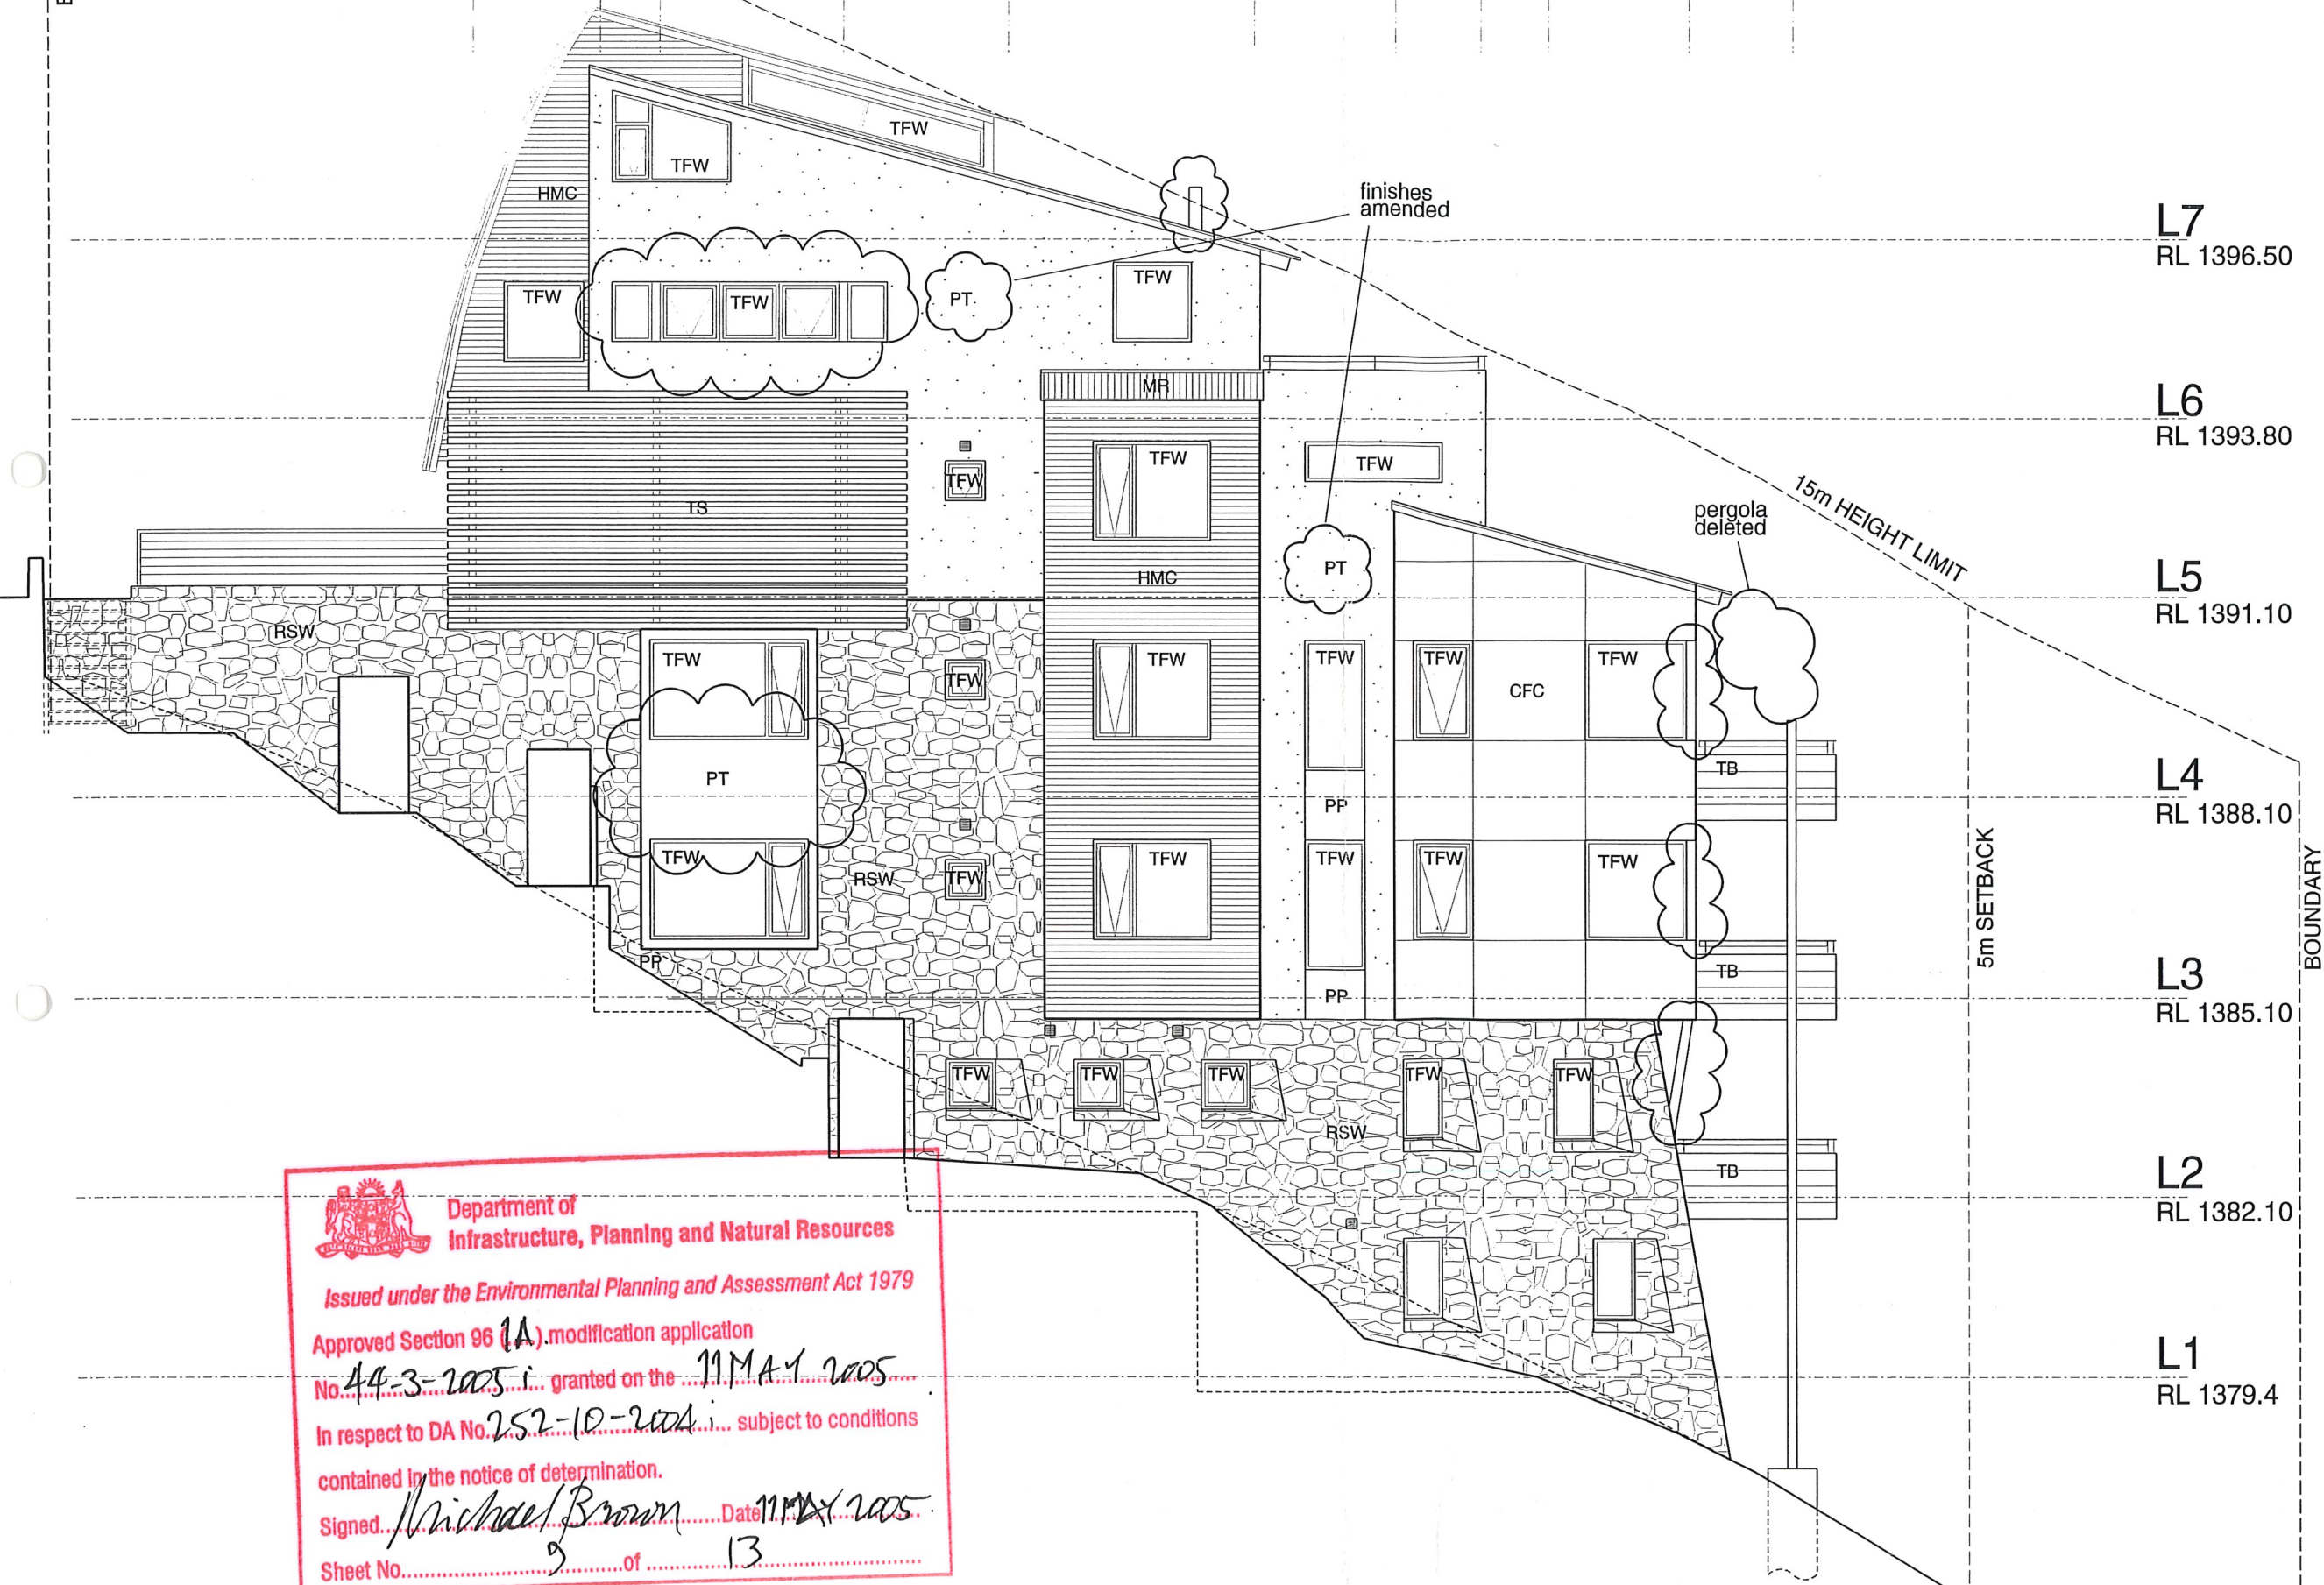 TFW
TFW
HMC
finishes
amended
L7
RL 1396.50
TFW
TFW
PT
TFW
MR
L6
RL 1393.80
TFW
TFW
TFW
TS
15m HEIGHT LIMIT
pergola
deleted
PT
HMC
L5
RL 1391.10
RSW
TFW
TFW
TFW
TFW
TFW
TFW
CFC
TB
PT
L4
RL 1388.10
PP
TFW
TFW
TFW
TFW
TFW
RSW
TFW
5m SETBACK
BOUNDARY
PP
TB
L3
RL 1385.10
PP
TFW
TFW
TFW
TFW
TFW
RSW
TB
L2
RL 1382.10
L1
RL 1379.4
Department of
Infrastructure, Planning and Natural Resources
Issued under the Environmental Planning and Assessment Act 1979
Approved Section 96 (1A) modification application
No. 44-3-2005 i granted on the 11 MAY 2005
In respect to DA No. 252-10-2004 i subject to conditions
contained in the notice of determination.
Signed Michael Brown Date 11 MAY 2005
Sheet No. 9 of 13